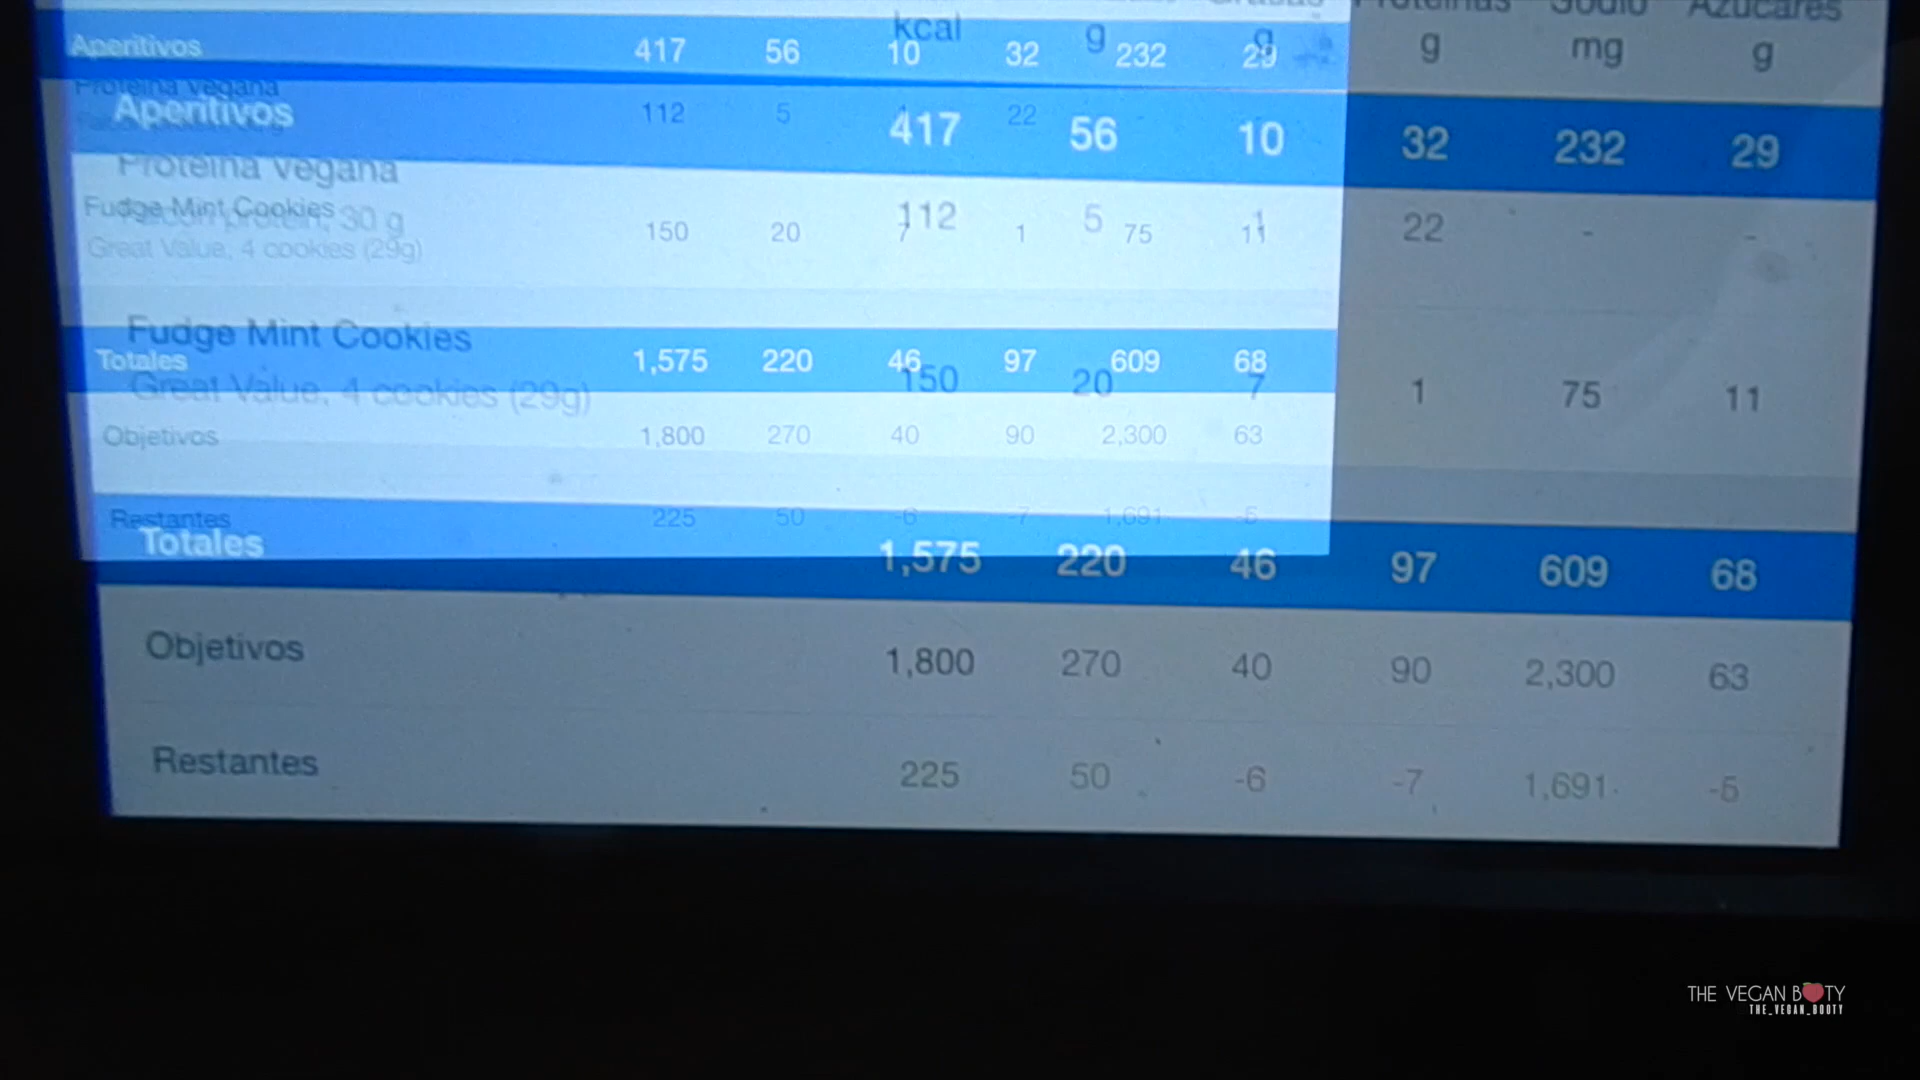 kcal g g g mg g
Aperitivos 417 56 10 32 232 29
Proteína vegana 112 5 22
Aperitivos 417 56 10 32 232 29
Proteína vegana
30 g 112 5 1 22 - -
Fudge Mint Cookies
Great Value, 4 cookies (29g) 150 20 7 1 75 11
Fudge Mint Cookies
Great Value, 4 cookies (29g) 150 20 7 1 75 11
Totales 1,575 220 46 97 609 68
Objetivos 1,800 270 40 90 2,300 63
Restantes 225 50 -6 -7 1,691 -5
Totales 1,575 220 46 97 609 68
Objetivos 1,800 270 40 90 2,300 63
Restantes 225 50 -6 -7 1,691 -5
THE VEGAN BOOTY
THE_VEGAN_BOOTY